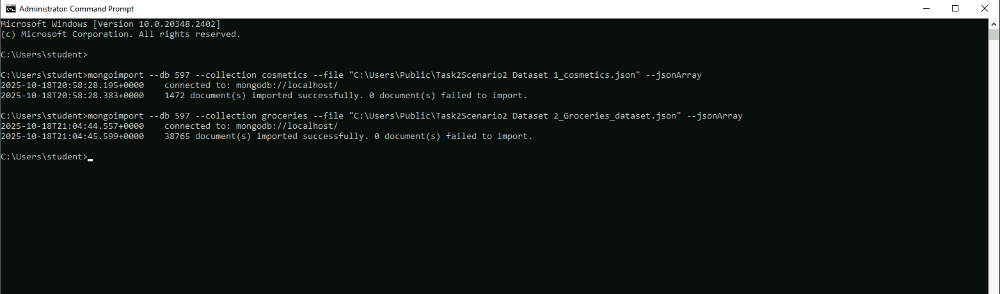 Administrator: Command Prompt
Microsoft Windows [Version 10.0.20348.2402]
(c) Microsoft Corporation. All rights reserved.
C:\Users\student>
C:\Users\student>mongoimport --db 597 --collection cosmetics --file "C:\Users\Public\Task2Scenario2 Dataset 1_cosmetics.json" --jsonArray
2025-10-18T20:58:28.195+0000    connected to: mongodb://localhost/
2025-10-18T20:58:28.383+0000    1472 document(s) imported successfully. 0 document(s) failed to import.
C:\Users\student>mongoimport --db 597 --collection groceries --file "C:\Users\Public\Task2Scenario2 Dataset 2_Groceries_dataset.json" --jsonArray
2025-10-18T21:04:44.557+0000    connected to: mongodb://localhost/
2025-10-18T21:04:45.599+0000    38765 document(s) imported successfully. 0 document(s) failed to import.
C:\Users\student>